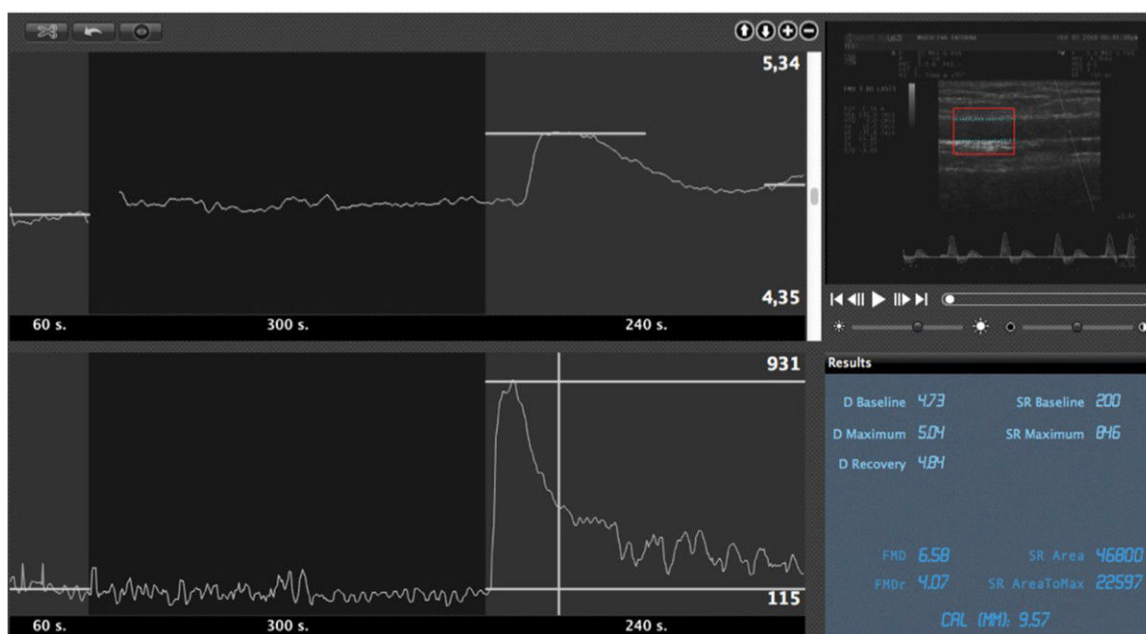 5,34
4,35
60 s.
300 s.
240 s.
931
115
60 s.
300 s.
240 s.
Results
D Baseline 4.73 SR Baseline 200
D Maximum 5.04 SR Maximum 846
D Recovery 4.84
FMD 6.58 SR Area 46800
FMDr 4.07 SR AreaToMax 22597
CAL (MM): 9.57